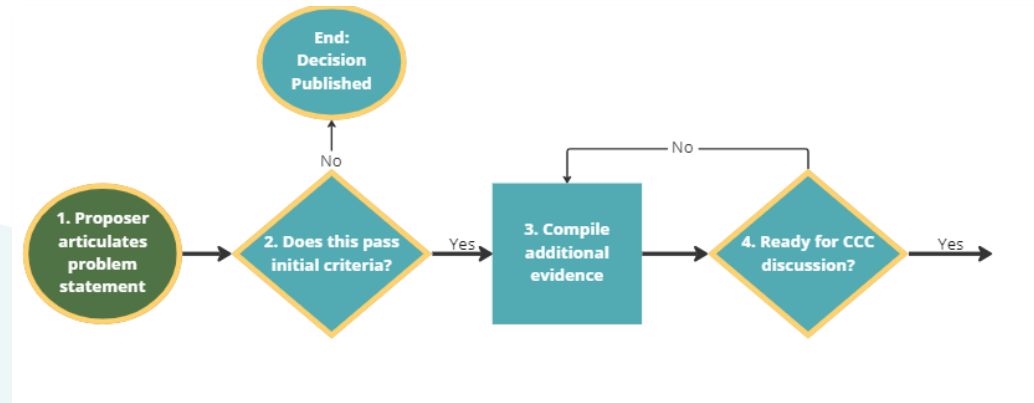 End:
Decision
Published
No
1. Proposer
articulates
problem
statement
2. Does this pass
initial criteria?
Yes
3. Compile
additional
evidence
No
4. Ready for CCC
discussion?
Yes